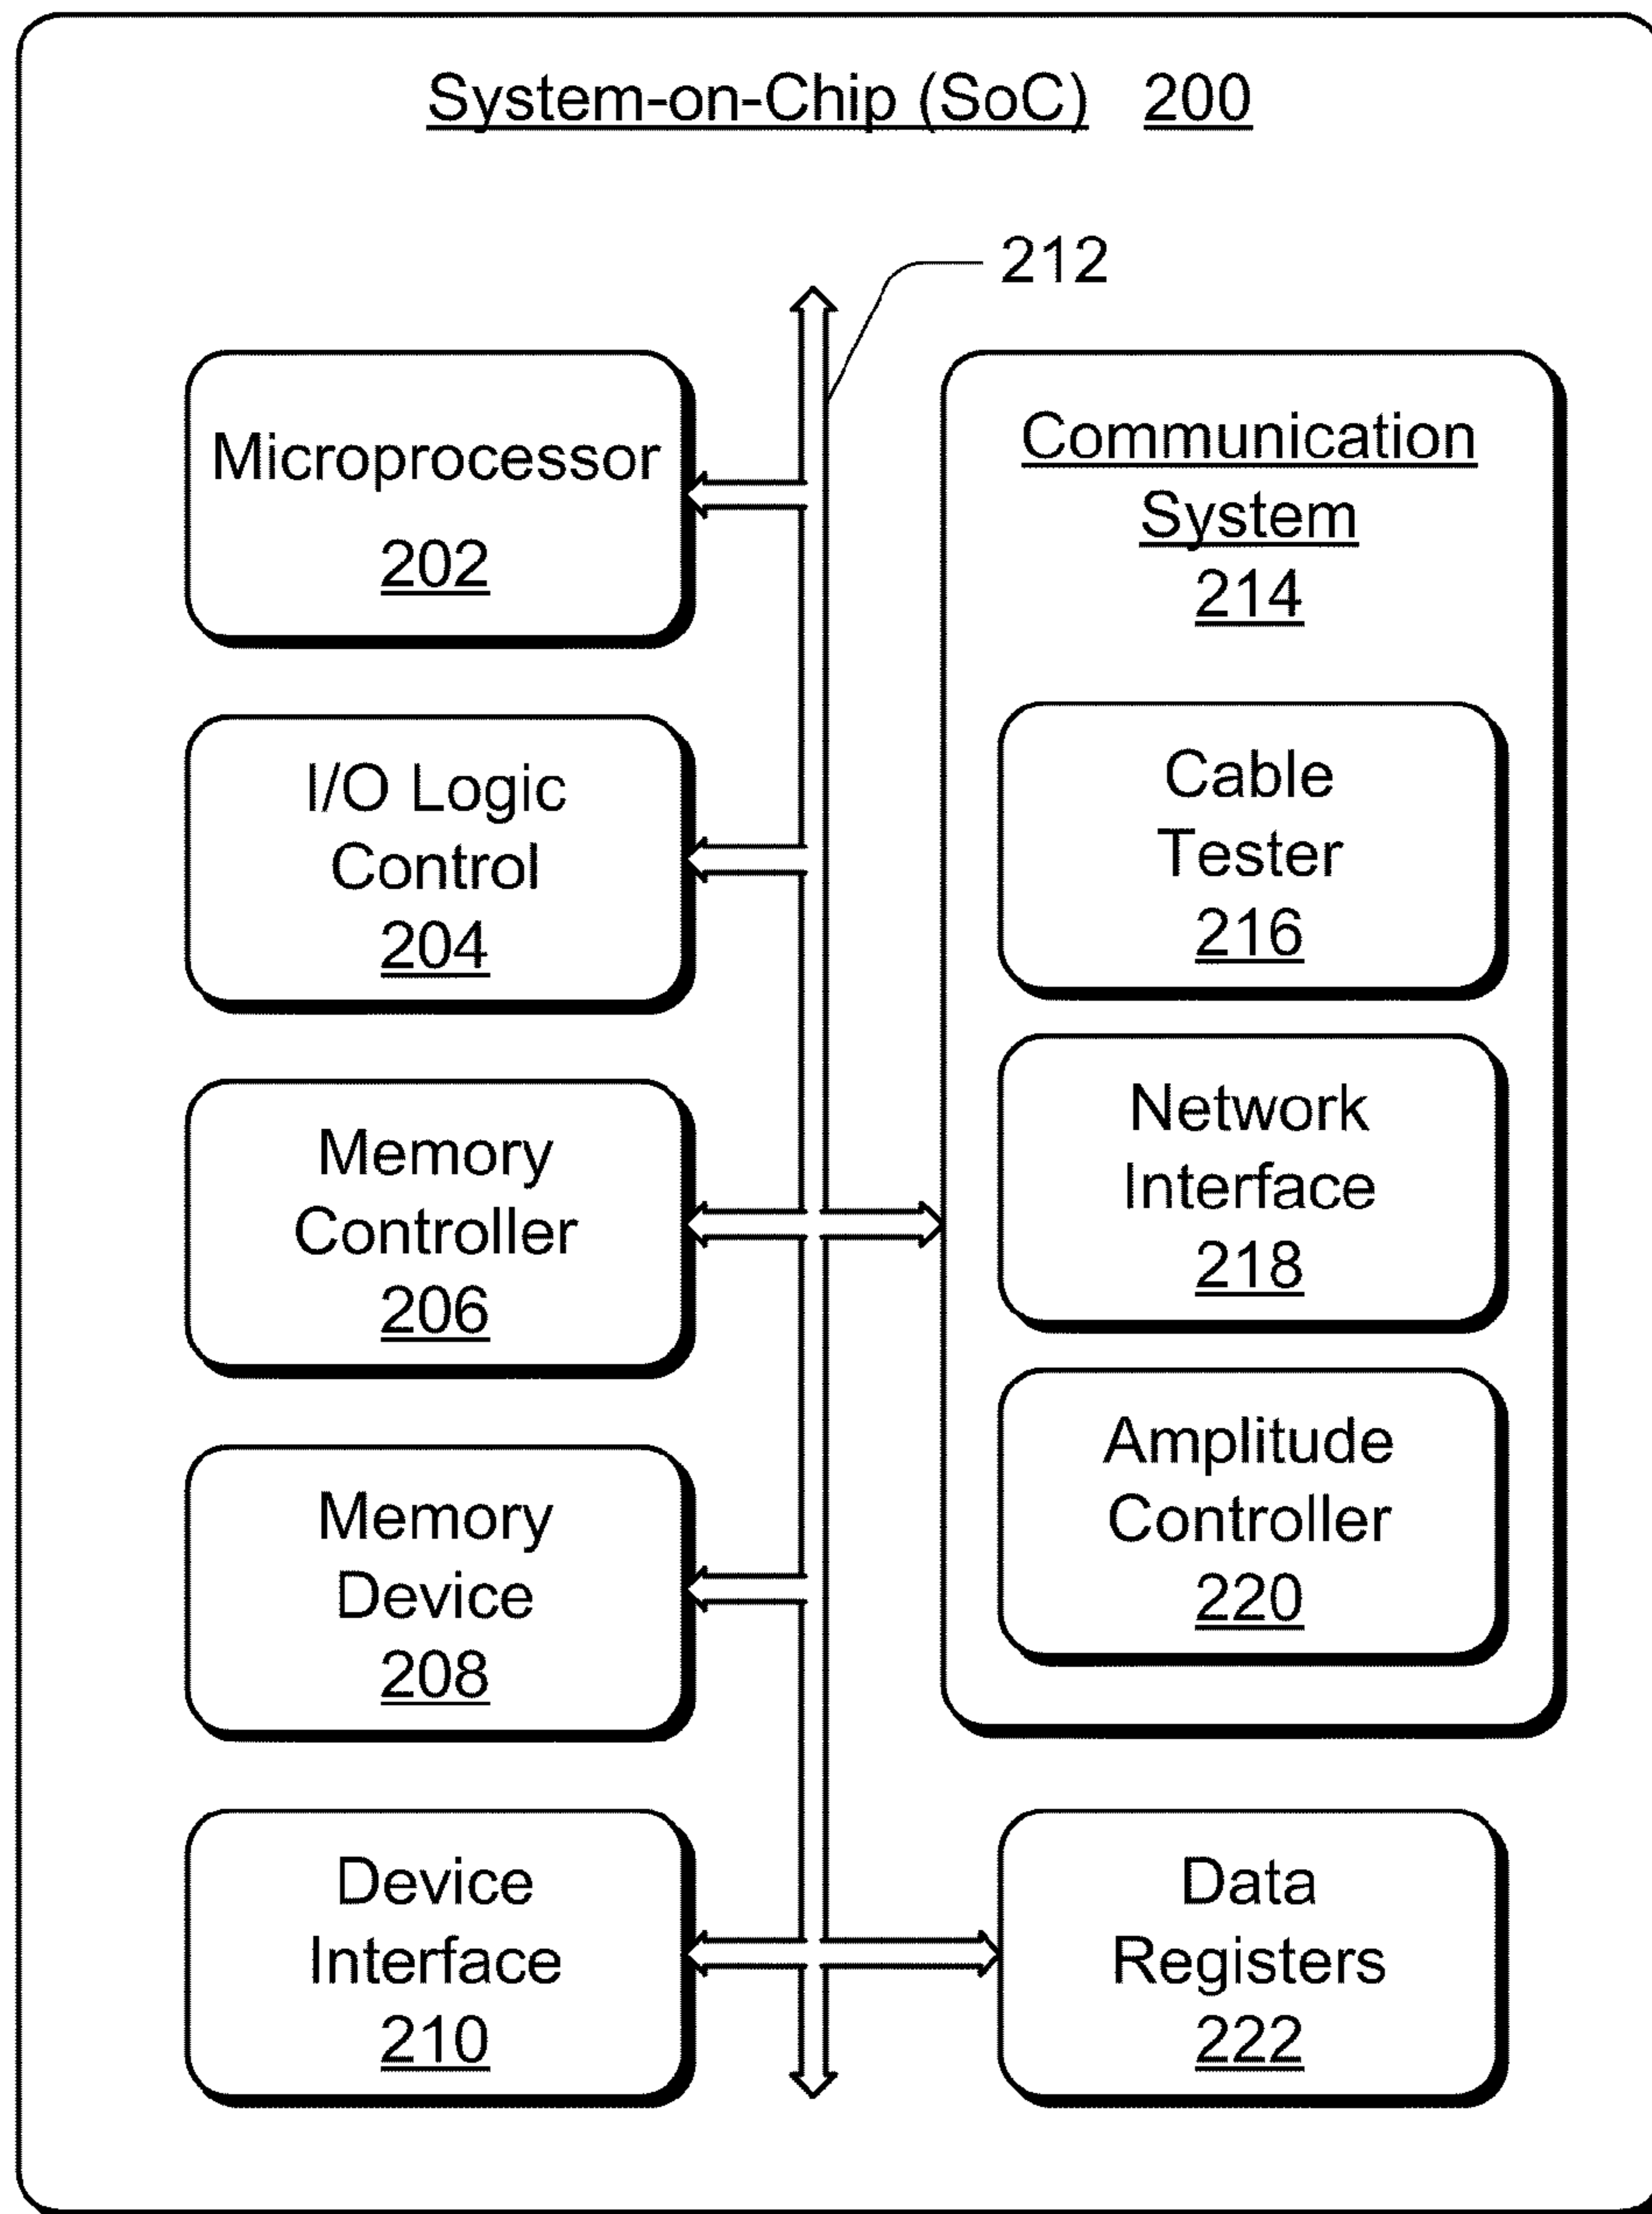 System-on-Chip (SoC) 200
212
Microprocessor
202
I/O Logic
Control
204
Memory
Controller
206
Memory
Device
208
Device
Interface
210
Communication
System
214
Cable
Tester
216
Network
Interface
218
Amplitude
Controller
220
Data
Registers
222